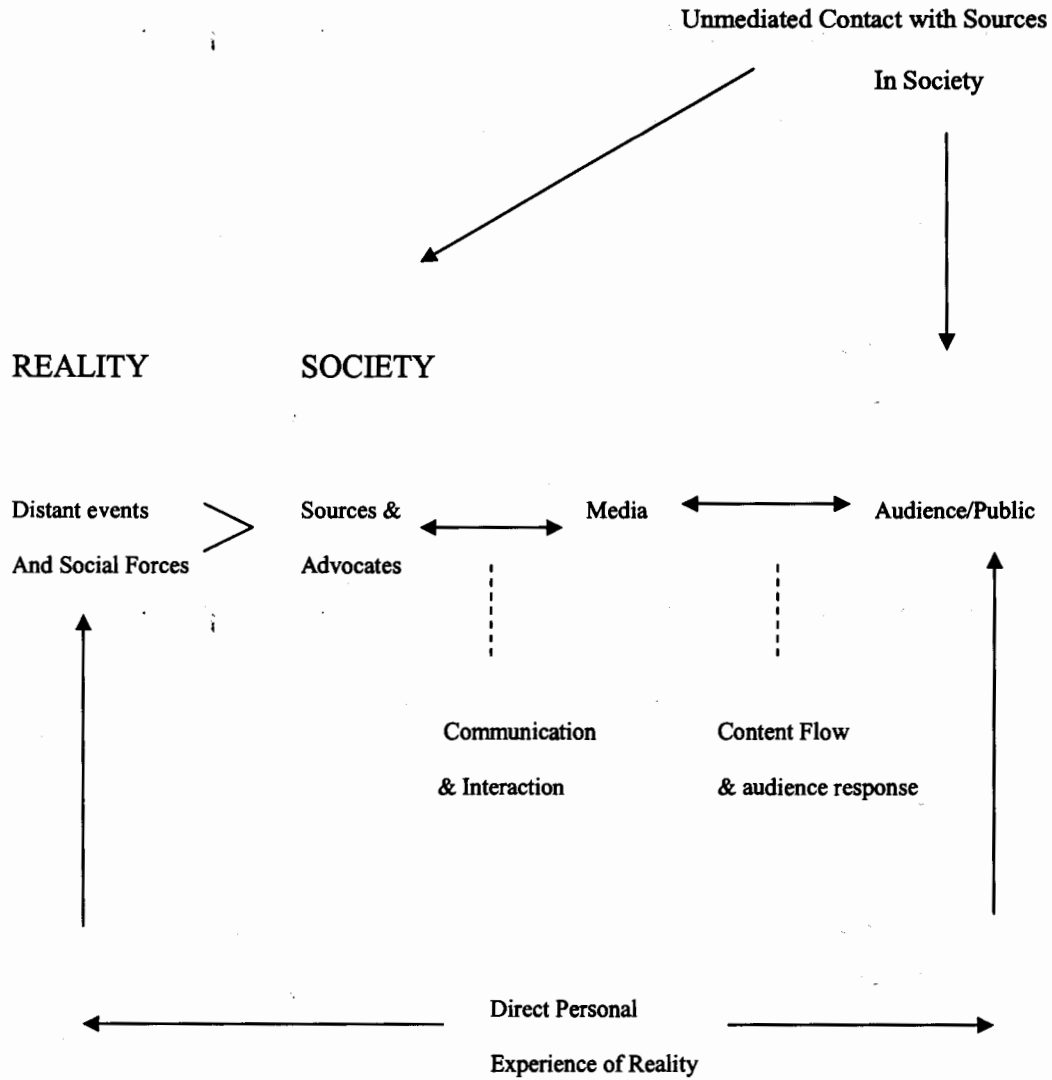 Unmediated Contact with Sources
In Society
REALITY SOCIETY
Distant events Sources & Media Audience/Public
And Social Forces Advocates
Communication Content Flow
& Interaction & audience response
Direct Personal
Experience of Reality